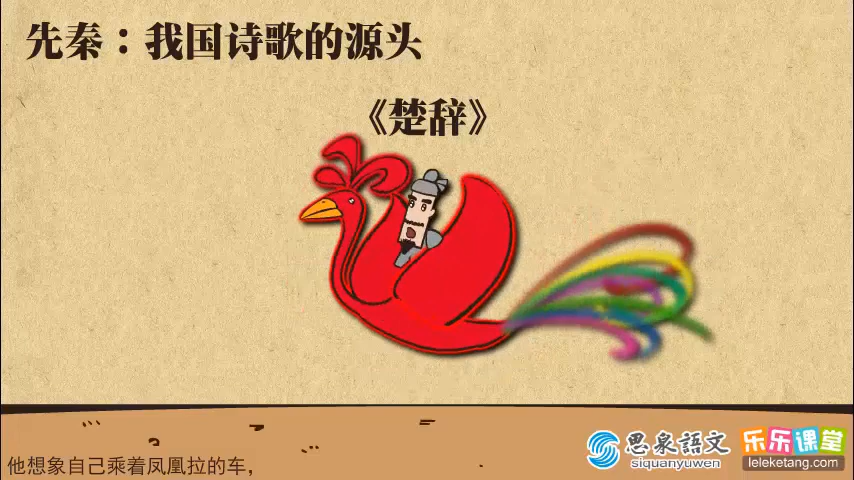 先秦：我国诗歌的源头
《楚辞》
他想象自己乘着凤凰拉的车，
思泉語文
siquanyuwen
乐乐课堂
leleketang.com